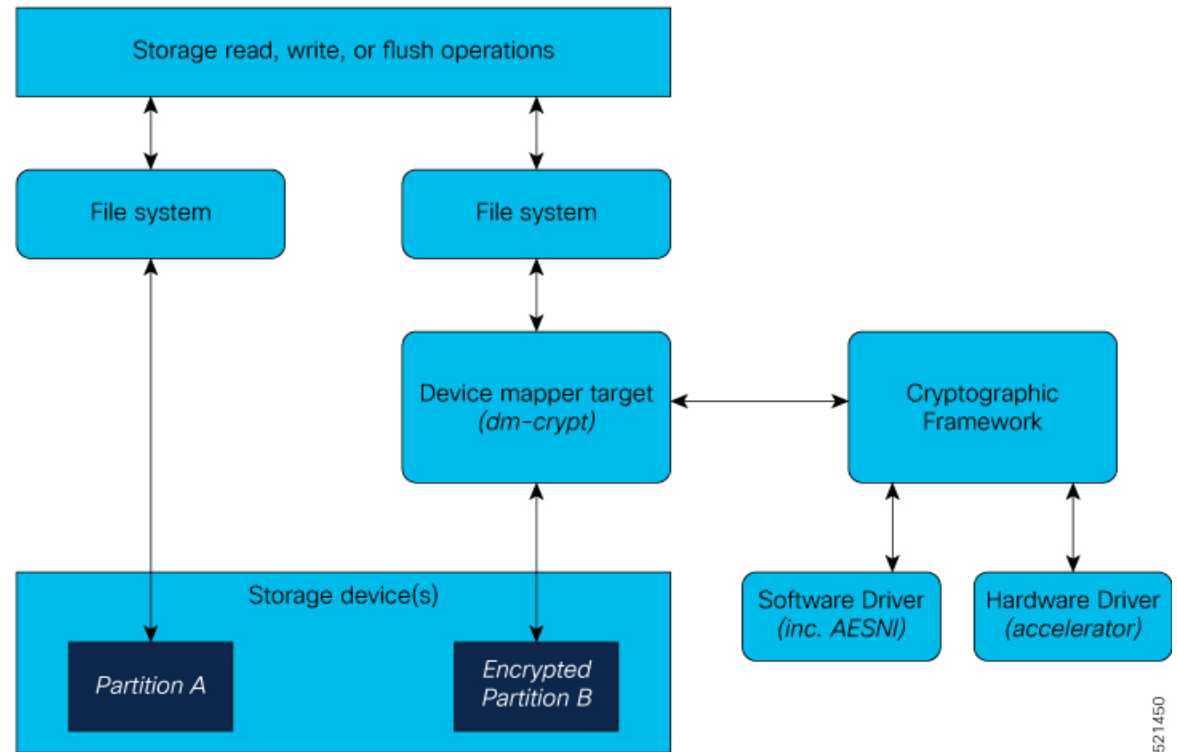 Storage read, write, or flush operations
File system
File system
Device mapper target
(dm-crypt)
Cryptographic
Framework
Storage device(s)
Software Driver
(inc. AESNI)
Hardware Driver
(accelerator)
Partition A
Encrypted
Partition B
521450